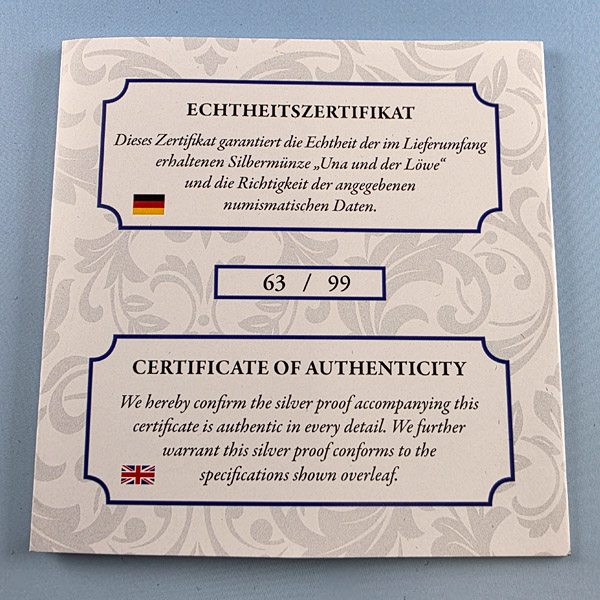 ECHTHEITSZERTIFIKAT
Dieses Zertifikat garantiert die Echtheit der im Lieferumfang
erhaltenen Silbermünze „Una und der Löwe“
und die Richtigkeit der angegebenen
numismatischen Daten.
63 / 99
CERTIFICATE OF AUTHENTICITY
We hereby confirm the silver proof accompanying this
certificate is authentic in every detail. We further
warrant this silver proof conforms to the
specifications shown overleaf.